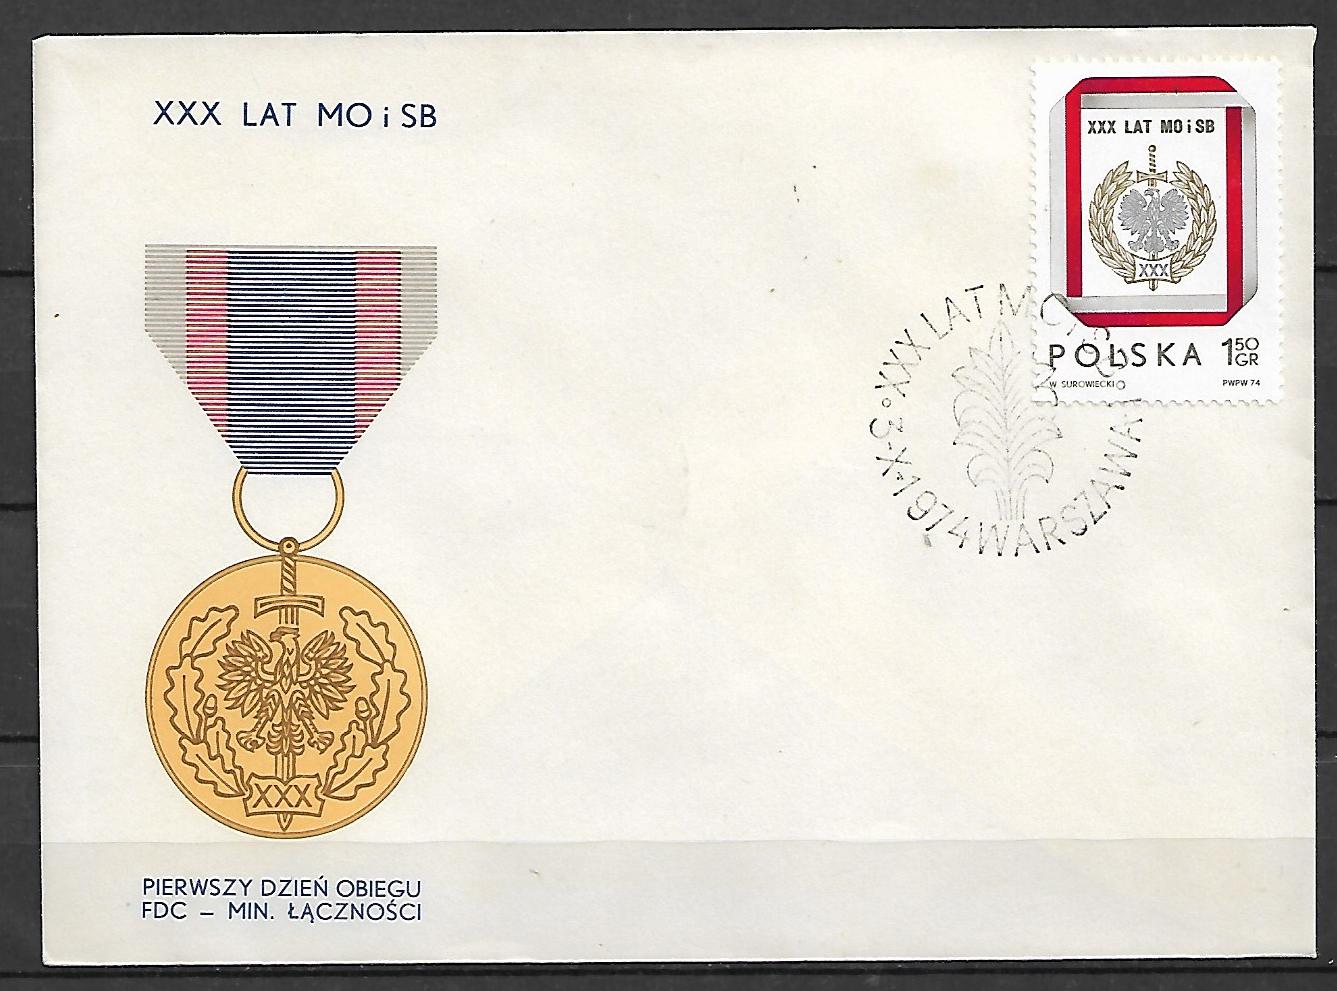 XXX LAT MO i SB
XXX LAT MO i SB
XXX
POLSKA 1 50 GR
W SUROWIECKI PWPW 74
XXX LAT MO i SB
3-X-1974 WARSZAWA 1
XXX
PIERWSZY DZIEŃ OBIEGU
FDC – MIN. ŁĄCZNOŚCI